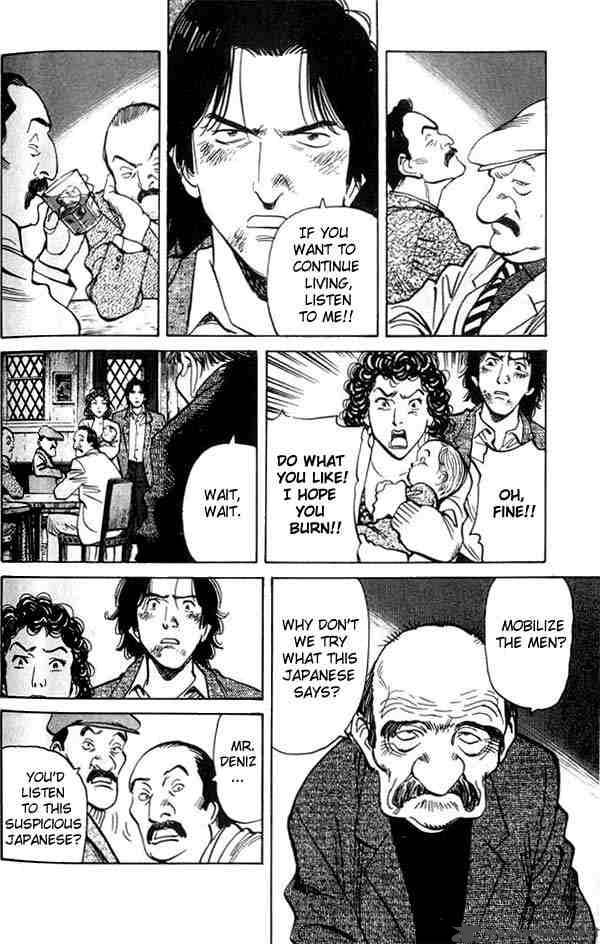 IF YOU
WANT TO
CONTINUE
LIVING,
LISTEN
TO ME!!
OH,
FINE!!
DO WHAT
YOU LIKE!
I HOPE
YOU
BURN!!
WAIT,
WAIT.
MOBILIZE
THE MEN?
WHY DON'T
WE TRY
WHAT THIS
JAPANESE
SAYS?
MR.
DENIZ
...
YOU'D
LISTEN
TO THIS
SUSPICIOUS
JAPANESE?